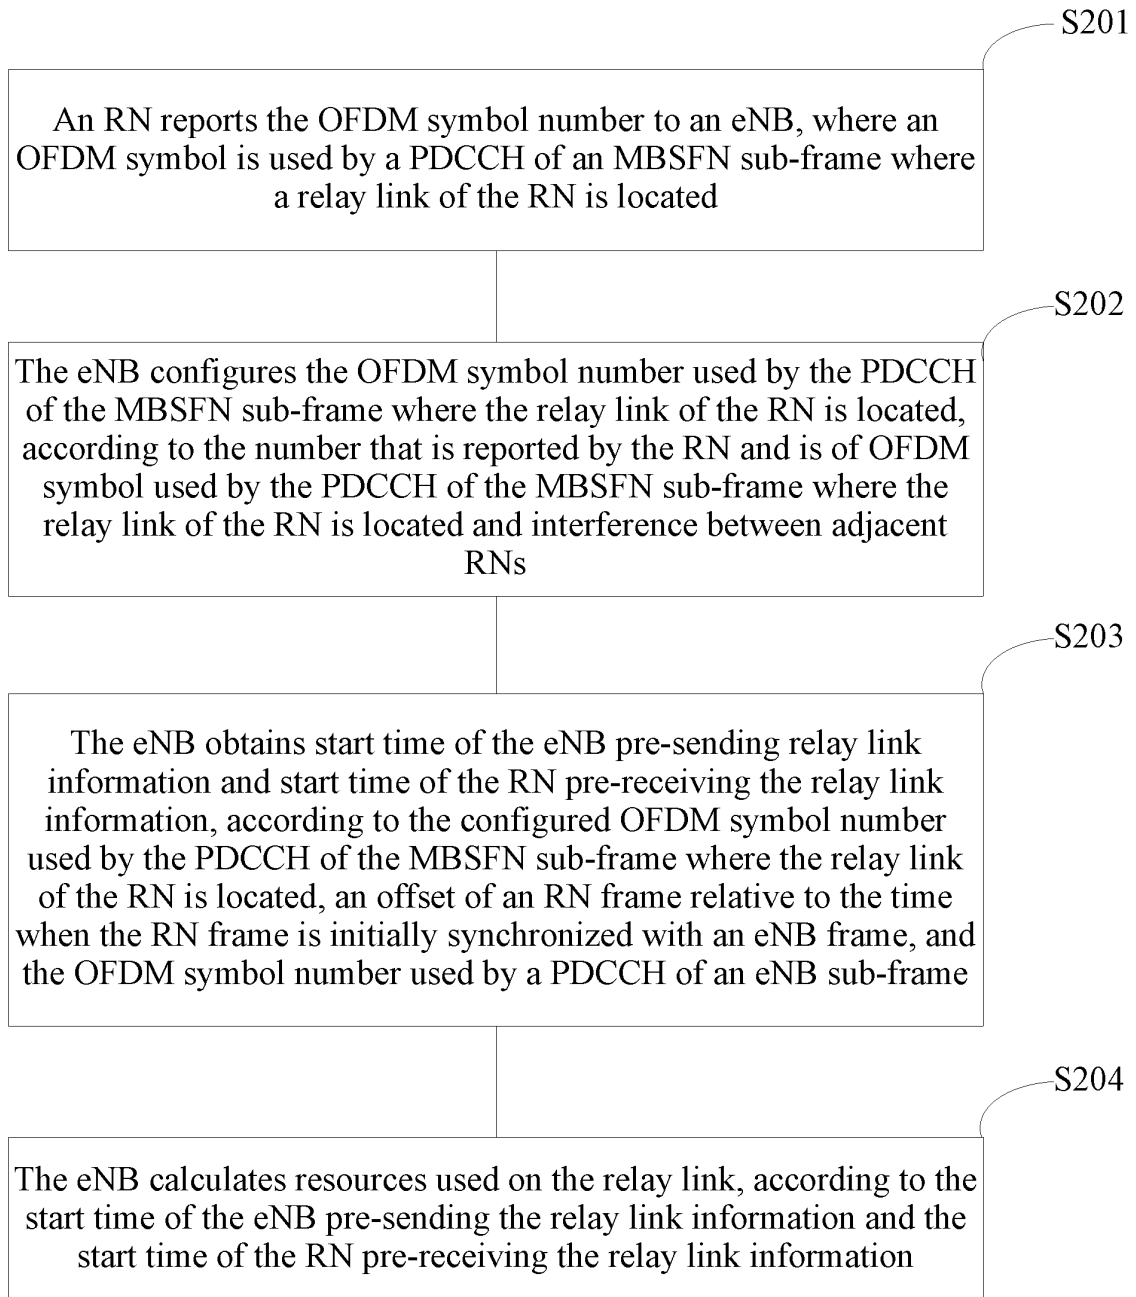 S201
An RN reports the OFDM symbol number to an eNB, where an
OFDM symbol is used by a PDCCH of an MBSFN sub-frame where
a relay link of the RN is located
S202
The eNB configures the OFDM symbol number used by the PDCCH
of the MBSFN sub-frame where the relay link of the RN is located,
according to the number that is reported by the RN and is of OFDM
symbol used by the PDCCH of the MBSFN sub-frame where the
relay link of the RN is located and interference between adjacent
RNs
S203
The eNB obtains start time of the eNB pre-sending relay link
information and start time of the RN pre-receiving the relay link
information, according to the configured OFDM symbol number
used by the PDCCH of the MBSFN sub-frame where the relay link
of the RN is located, an offset of an RN frame relative to the time
when the RN frame is initially synchronized with an eNB frame, and
the OFDM symbol number used by a PDCCH of an eNB sub-frame
S204
The eNB calculates resources used on the relay link, according to the
start time of the eNB pre-sending the relay link information and the
start time of the RN pre-receiving the relay link information